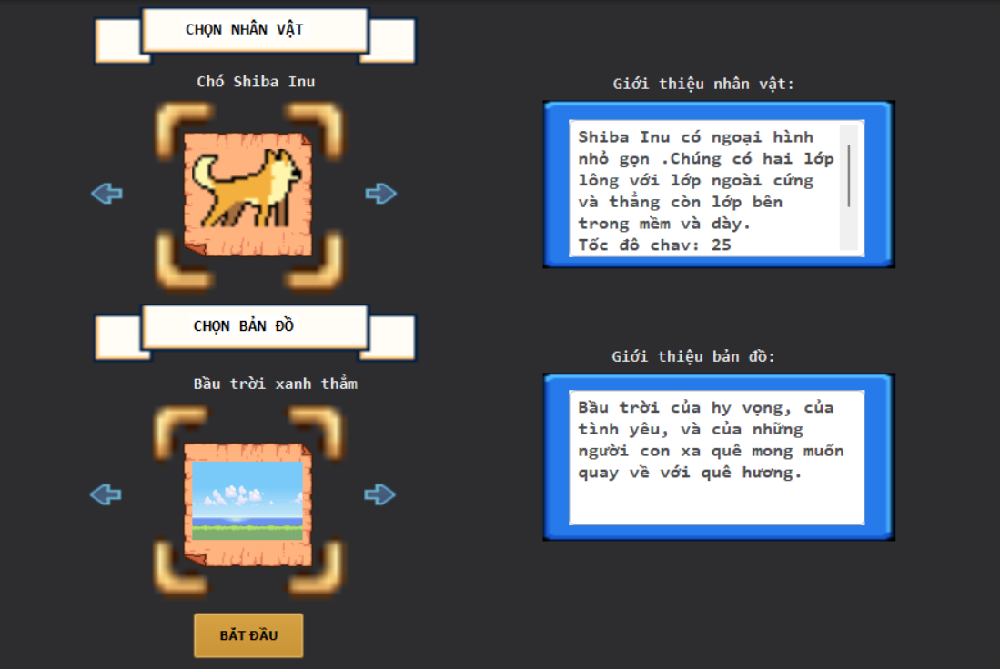 CHỌN NHÂN VẬT
Chó Shiba Inu
Giới thiệu nhân vật:
Shiba Inu có ngoại hình
nhỏ gọn .Chúng có hai lớp
lông với lớp ngoài cứng
và thẳng còn lớp bên
trong mềm và dày.
Tốc độ chạy: 25
CHỌN BẢN ĐỒ
Bầu trời xanh thẳm
Giới thiệu bản đồ:
Bầu trời của hy vọng, của
tình yêu, và của những
người con xa quê mong muốn
quay về với quê hương.
BẮT ĐẦU